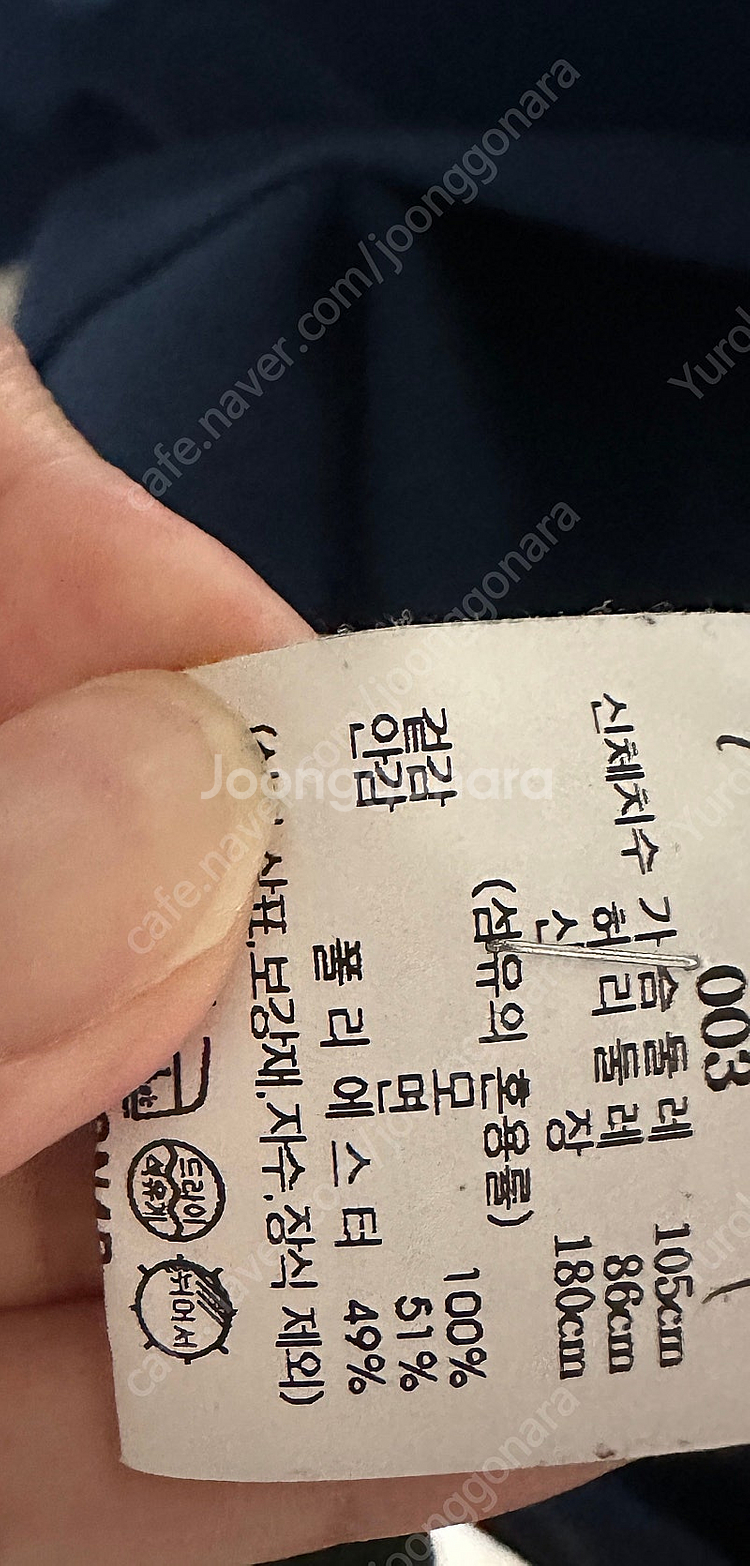 003
신체치수 가슴둘레 105cm
허리둘레 86cm
신장 180cm
(섬유의 혼용률)
겉감 모 100%
안감 면 51%
폴리에스터 49%
상표.보강재.자수.장식 제외)
드라이
석유계
cafe.naver.com/joonggonara
Joonggonara